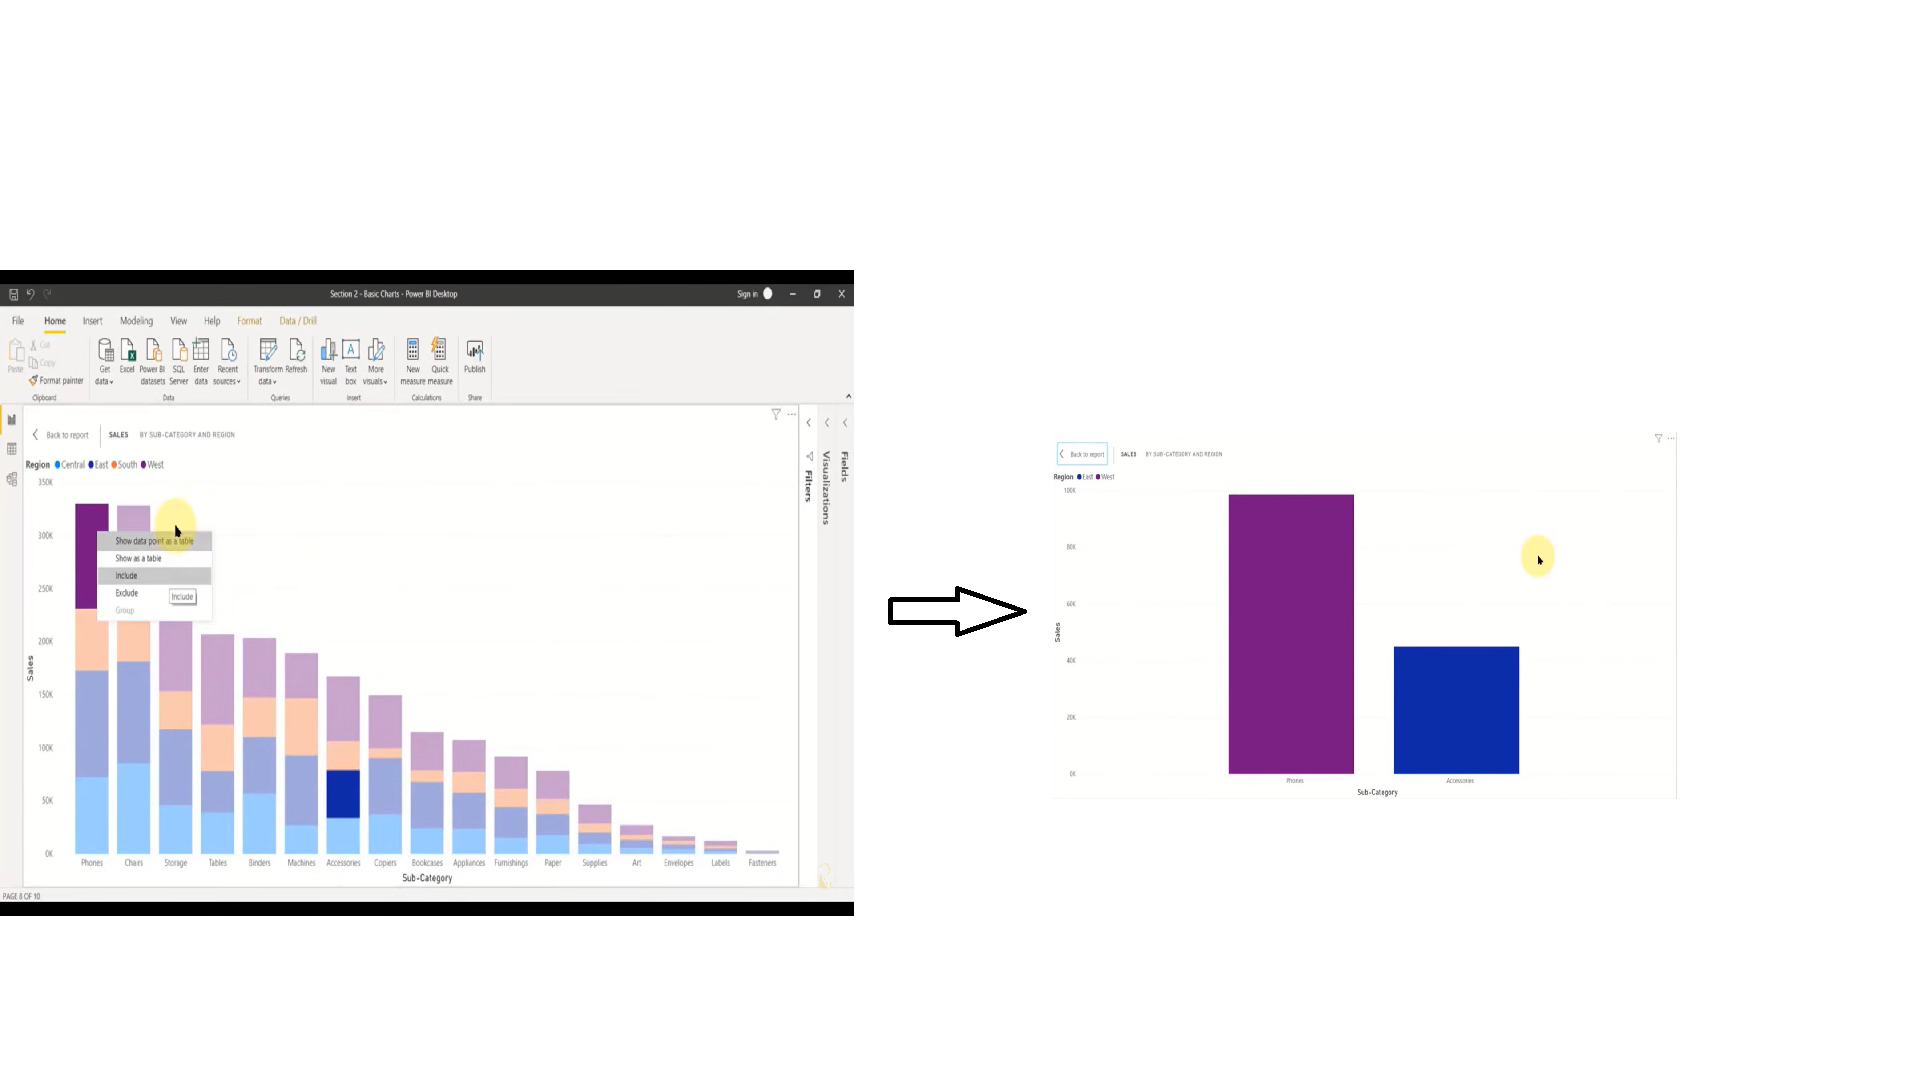 Section 2 - Basic Charts - Power BI Desktop
Sign in
File Home Insert Modeling View Help Format Data / Drill
Paste
Cut
Copy
Format painter
Clipboard
Get data
Excel
Power BI datasets
SQL Server
Enter data
Recent sources
Data
Transform data
Refresh
Queries
New visual
Text box
More visuals
Insert
New measure
Quick measure
Calculations
Publish
Share
Back to report
SALES BY SUB-CATEGORY AND REGION
Region Central East South West
350K
300K
250K
200K
150K
100K
50K
0K
Sales
Show data point as a table
Show as a table
Include
Exclude
Include
Group
Phones Chairs Storage Tables Binders Machines Accessories Copiers Bookcases Appliances Furnishings Paper Supplies Art Envelopes Labels Fasteners
Sub-Category
Filters
Visualizations
Fields
PAGE 8 OF 10
Back to report
SALES BY SUB-CATEGORY AND REGION
Region East West
100K
80K
60K
40K
20K
0K
Sales
Phones Accessories
Sub-Category